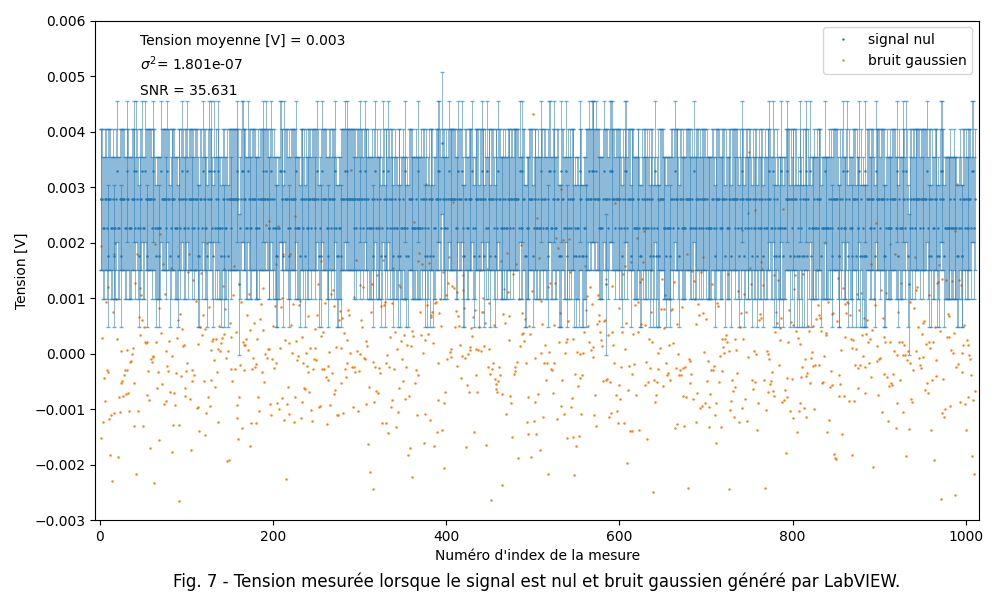 0.006
0.005
0.004
0.003
0.002
0.001
0.000
−0.001
−0.002
−0.003
Tension [V]
Tension moyenne [V] = 0.003
σ²= 1.801e-07
SNR = 35.631
signal nul
bruit gaussien
0 200 400 600 800 1000
Numéro d'index de la mesure
Fig. 7 - Tension mesurée lorsque le signal est nul et bruit gaussien généré par LabVIEW.